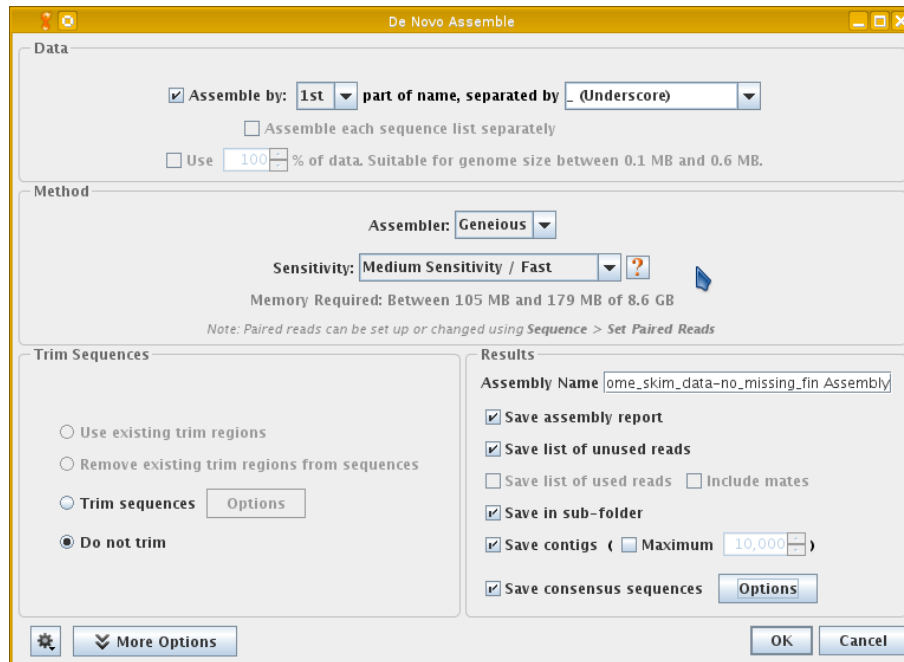 De Novo Assemble
Data
Assemble by: 1st part of name, separated by _ (Underscore)
Assemble each sequence list separately
Use 100 % of data. Suitable for genome size between 0.1 MB and 0.6 MB.
Method
Assembler: Geneious
Sensitivity: Medium Sensitivity / Fast ?
Memory Required: Between 105 MB and 179 MB of 8.6 GB
Note: Paired reads can be set up or changed using Sequence > Set Paired Reads
Trim Sequences
Use existing trim regions
Remove existing trim regions from sequences
Trim sequences Options
Do not trim
Results
Assembly Name ome_skim_data-no_missing_fin Assembly
Save assembly report
Save list of unused reads
Save list of used reads Include mates
Save in sub-folder
Save contigs ( Maximum 10,000 )
Save consensus sequences Options
More Options
OK Cancel